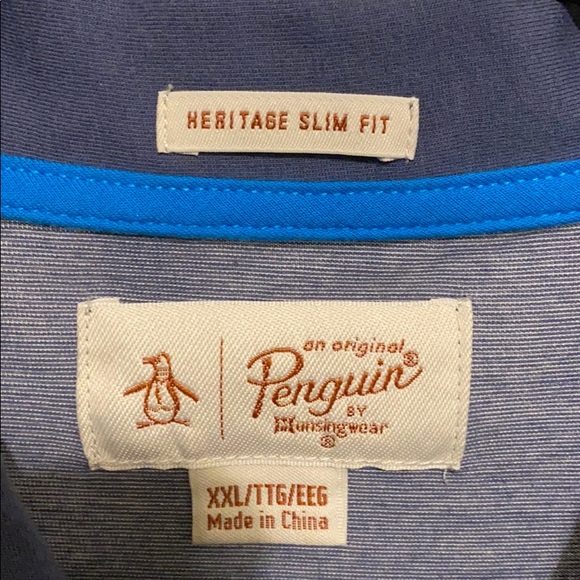 HERITAGE SLIM FIT
an original
Penguin®
BY
Munsingwear
®
XXL/TTG/EEG
Made in China